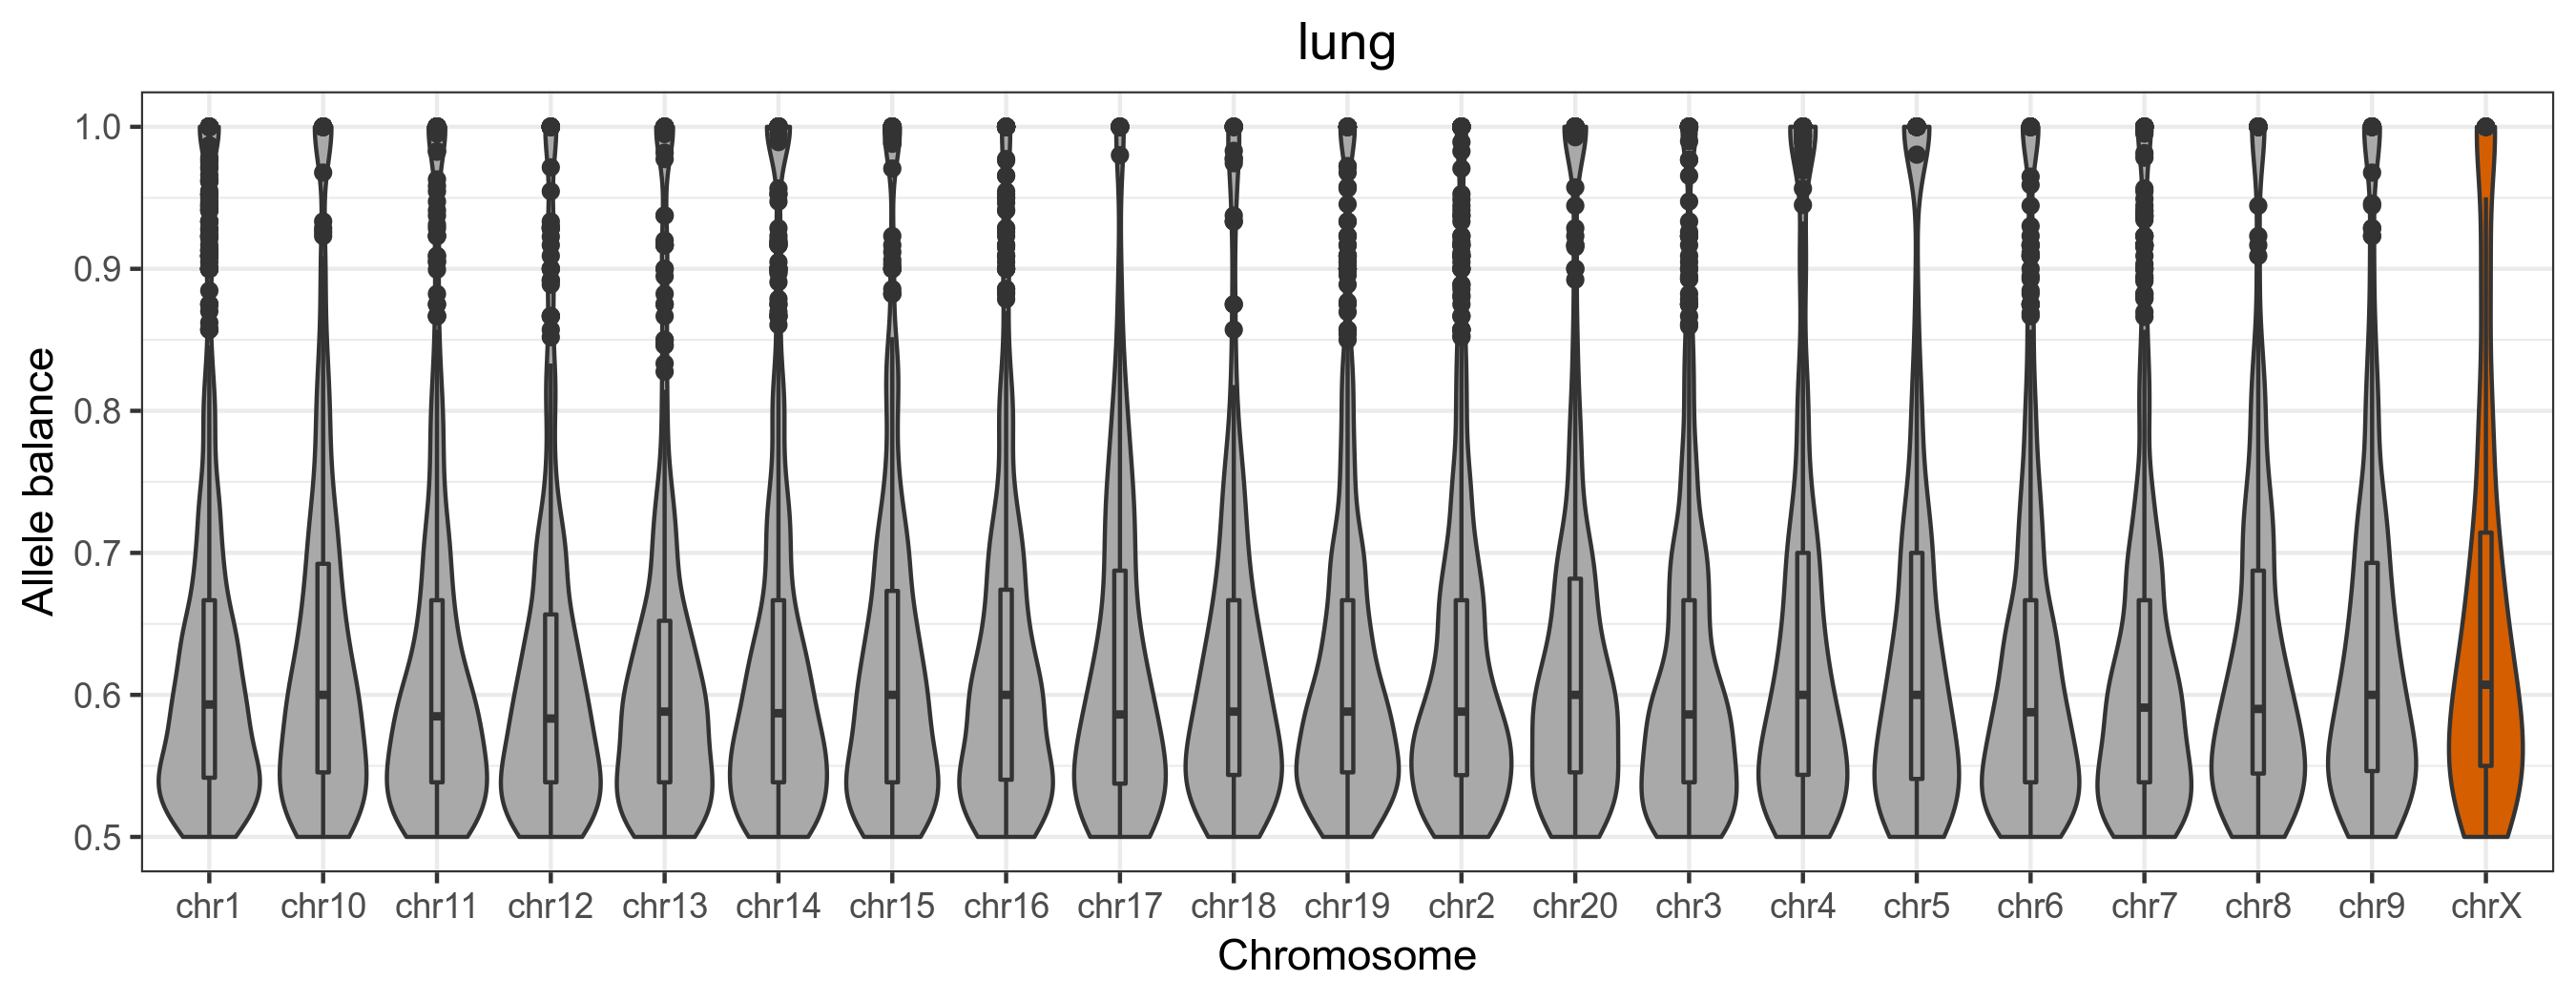 lung
Allele balance
1.0
0.9
0.8
0.7
0.6
0.5
chr1 chr10 chr11 chr12 chr13 chr14 chr15 chr16 chr17 chr18 chr19 chr2 chr20 chr3 chr4 chr5 chr6 chr7 chr8 chr9 chrX
Chromosome